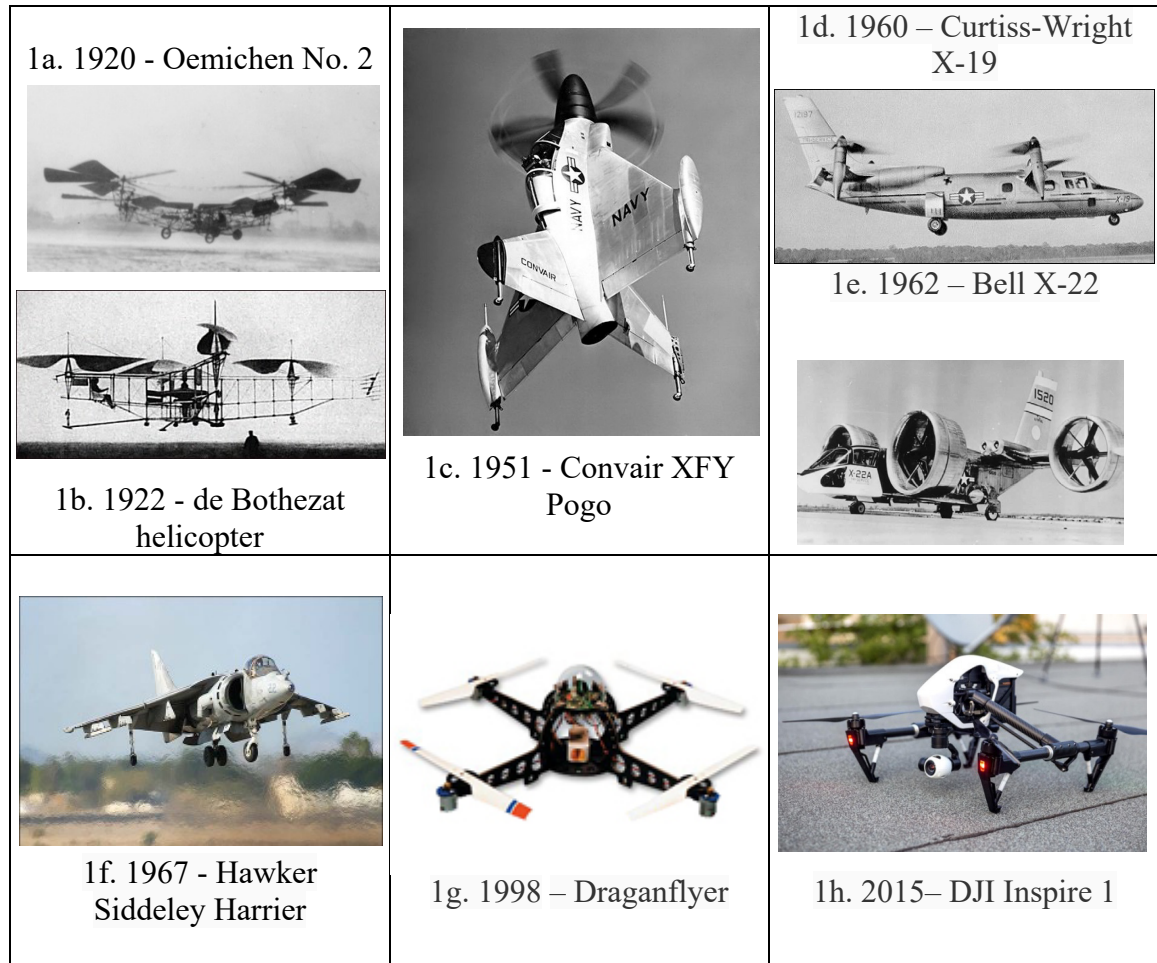 1a. 1920 - Oemichen No. 2
1b. 1922 - de Bothezat
helicopter
NAVY
NAVY
CONVAIR
1c. 1951 - Convair XFY
Pogo
1d. 1960 – Curtiss-Wright
X-19
12197
X-19
1e. 1962 – Bell X-22
1520
X-22A
1f. 1967 - Hawker
Siddeley Harrier
1g. 1998 – Draganflyer
1h. 2015– DJI Inspire 1